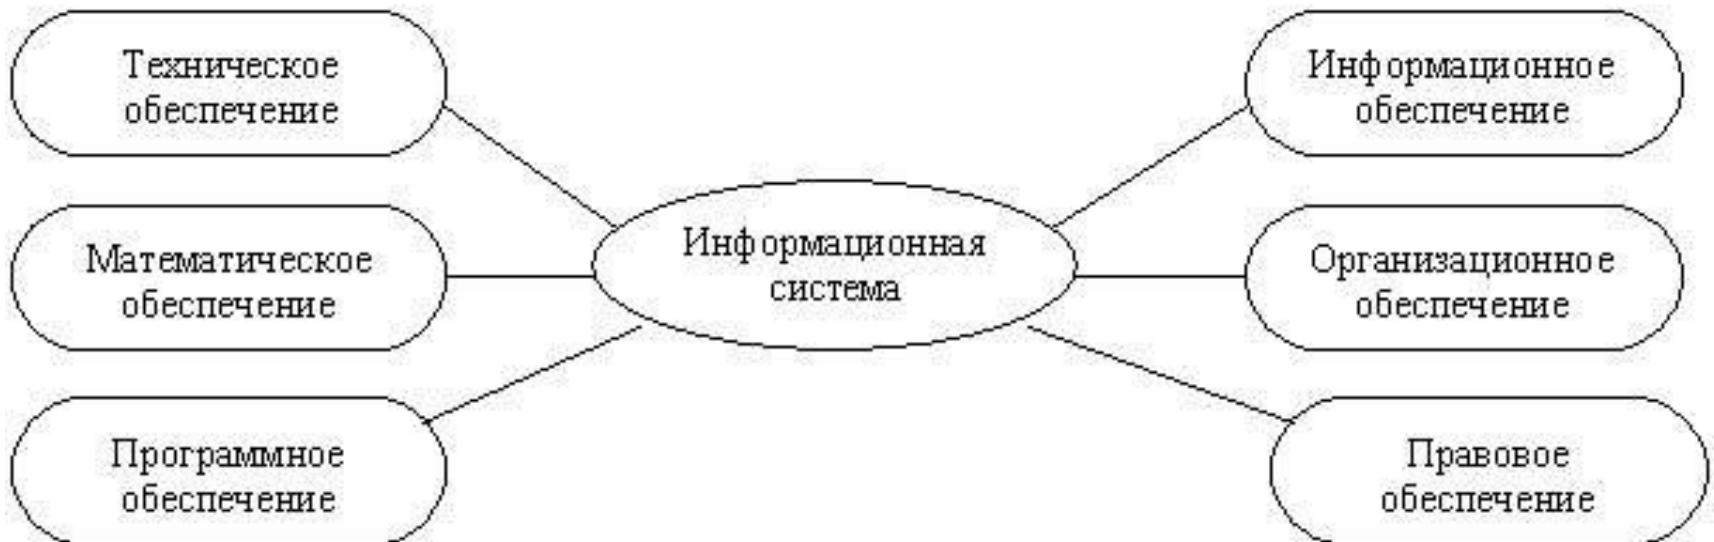 Техническое
обеспечение
Математическое
обеспечение
Программное
обеспечение
Информационная
система
Информационное
обеспечение
Организационное
обеспечение
Правовое
обеспечение